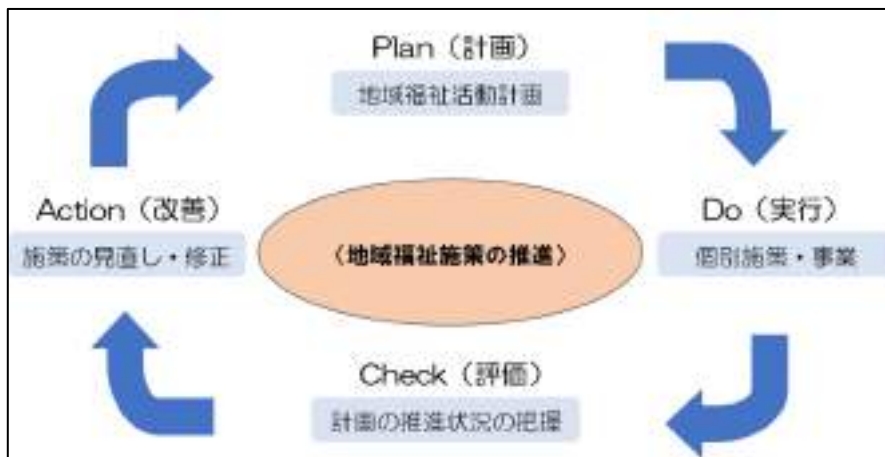 Plan（計画）
地域福祉活動計画
Do（実行）
個別施策・事業
Check（評価）
計画の推進状況の把握
Action（改善）
施策の見直し・修正
〈地域福祉施策の推進〉